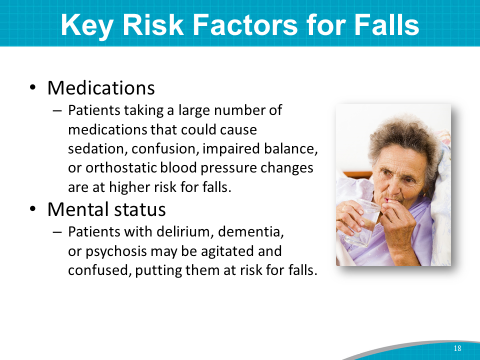 Key Risk Factors for Falls
• Medications
– Patients taking a large number of
medications that could cause
sedation, confusion, impaired balance,
or orthostatic blood pressure changes
are at higher risk for falls.
• Mental status
– Patients with delirium, dementia,
or psychosis may be agitated and
confused, putting them at risk for falls.
18